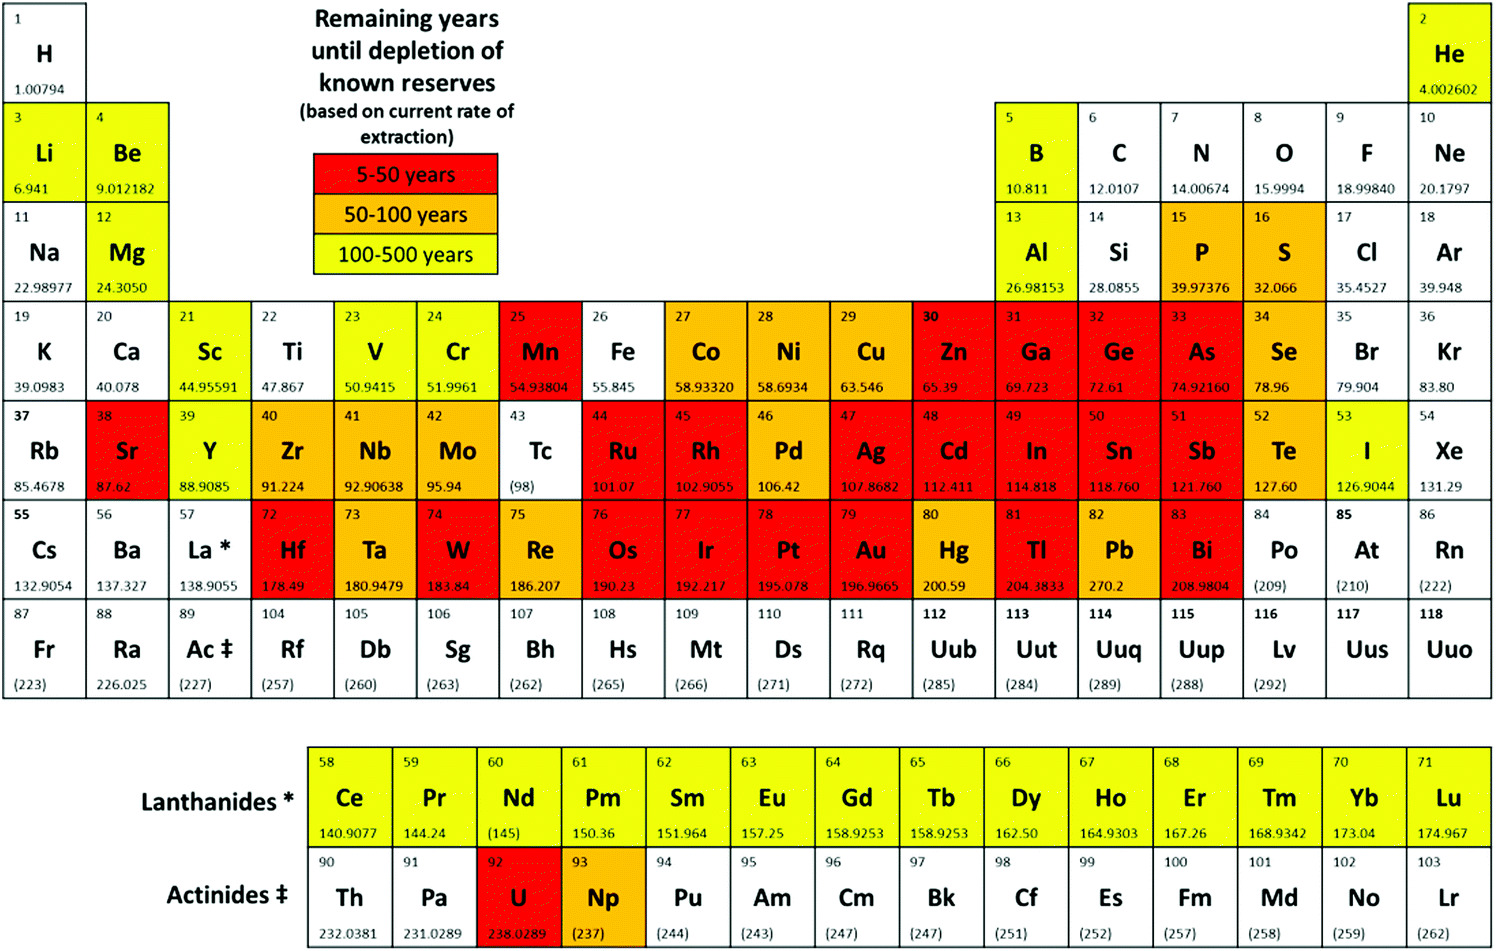 1 Remaining years 2
H until depletion of He
1.00794 known reserves 4.002602
(based on current rate of
extraction)
3 4 5 6 7 8 9 10
Li Be B C N O F Ne
6.941 9.012182 10.811 12.0107 14.00674 15.9994 18.99840 20.1797
5-50 years
50-100 years
100-500 years
11 12 13 14 15 16 17 18
Na Mg Al Si P S Cl Ar
22.98977 24.3050 26.98153 28.0855 39.97376 32.066 35.4527 39.948
19 20 21 22 23 24 25 26 27 28 29 30 31 32 33 34 35 36
K Ca Sc Ti V Cr Mn Fe Co Ni Cu Zn Ga Ge As Se Br Kr
39.0983 40.078 44.95591 47.867 50.9415 51.9961 54.93804 55.845 58.93320 58.6934 63.546 65.39 69.723 72.61 74.92160 78.96 79.904 83.80
37 38 39 40 41 42 43 44 45 46 47 48 49 50 51 52 53 54
Rb Sr Y Zr Nb Mo Tc Ru Rh Pd Ag Cd In Sn Sb Te I Xe
85.4678 87.62 88.9085 91.224 92.90638 95.94 (98) 101.07 102.9055 106.42 107.8682 112.411 114.818 118.760 121.760 127.60 126.9044 131.29
55 56 57 72 73 74 75 76 77 78 79 80 81 82 83 84 85 86
Cs Ba La * Hf Ta W Re Os Ir Pt Au Hg Tl Pb Bi Po At Rn
132.9054 137.327 138.9055 178.49 180.9479 183.84 186.207 190.23 192.217 195.078 196.9665 200.59 204.3833 270.2 208.9804 (209) (210) (222)
87 88 89 104 105 106 107 108 109 110 111 112 113 114 115 116 117 118
Fr Ra Ac ‡ Rf Db Sg Bh Hs Mt Ds Rq Uub Uut Uuq Uup Lv Uus Uuo
(223) 226.025 (227) (257) (260) (263) (262) (265) (266) (271) (272) (285) (284) (289) (288) (292)
58 59 60 61 62 63 64 65 66 67 68 69 70 71
Lanthanides * Ce Pr Nd Pm Sm Eu Gd Tb Dy Ho Er Tm Yb Lu
140.9077 144.24 (145) 150.36 151.964 157.25 158.9253 158.9253 162.50 164.9303 167.26 168.9342 173.04 174.967
90 91 92 93 94 95 96 97 98 99 100 101 102 103
Actinides ‡ Th Pa U Np Pu Am Cm Bk Cf Es Fm Md No Lr
232.0381 231.0289 238.0289 (237) (244) (243) (247) (247) (251) (252) (257) (258) (259) (262)